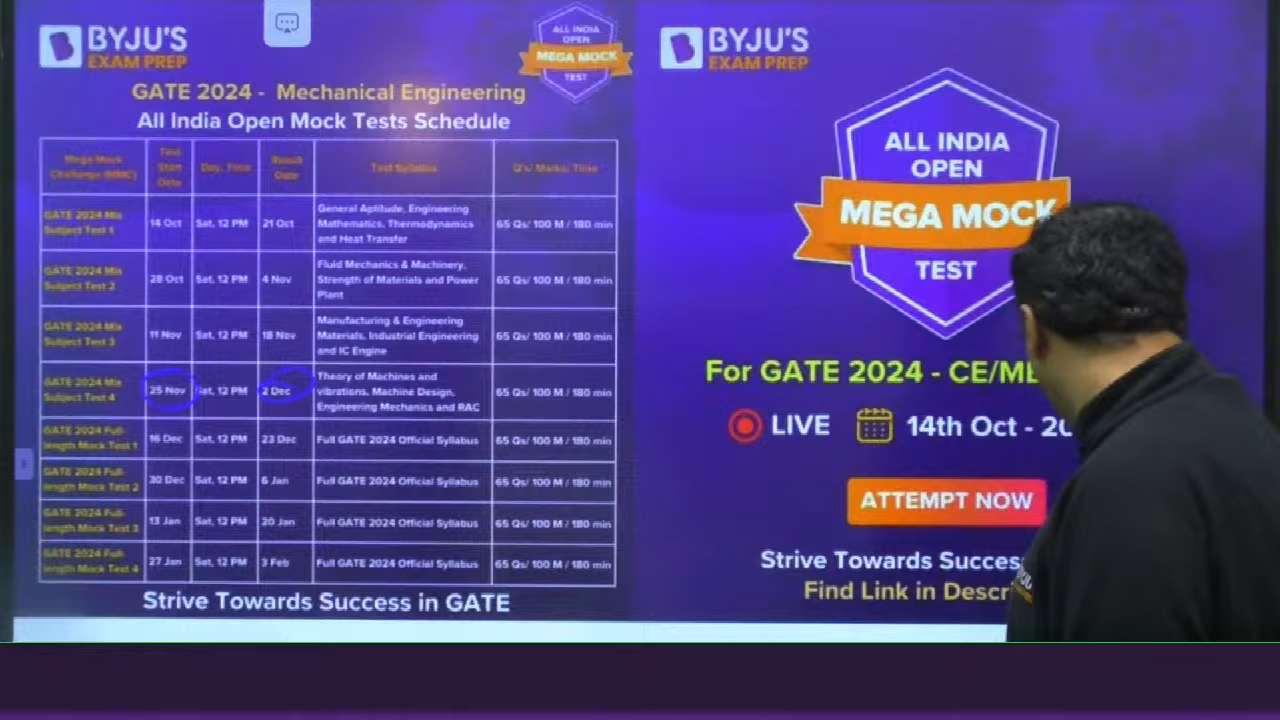 BYJU'S
EXAM PREP
ALL INDIA
OPEN
MEGA MOCK
TEST
GATE 2024 - Mechanical Engineering
All India Open Mock Tests Schedule
Mega Mock Challenge (MMC) Test Start Date Day, Time Result Date Test Syllabus Q's/ Marks/ Time
GATE 2024 Mix Subject Test 1 14 Oct Sat, 12 PM 21 Oct General Aptitude, Engineering Mathematics, Thermodynamics and Heat Transfer 65 Qs/ 100 M / 180 min
GATE 2024 Mix Subject Test 2 28 Oct Sat, 12 PM 4 Nov Fluid Mechanics & Machinery, Strength of Materials and Power Plant 65 Qs/ 100 M / 180 min
GATE 2024 Mix Subject Test 3 11 Nov Sat, 12 PM 18 Nov Manufacturing & Engineering Materials, Industrial Engineering and IC Engine 65 Qs/ 100 M / 180 min
GATE 2024 Mix Subject Test 4 25 Nov Sat, 12 PM 2 Dec Theory of Machines and vibrations, Machine Design, Engineering Mechanics and RAC 65 Qs/ 100 M / 180 min
GATE 2024 Full-length Mock Test 1 16 Dec Sat, 12 PM 23 Dec Full GATE 2024 Official Syllabus 65 Qs/ 100 M / 180 min
GATE 2024 Full-length Mock Test 2 30 Dec Sat, 12 PM 6 Jan Full GATE 2024 Official Syllabus 65 Qs/ 100 M / 180 min
GATE 2024 Full-length Mock Test 3 13 Jan Sat, 12 PM 20 Jan Full GATE 2024 Official Syllabus 65 Qs/ 100 M / 180 min
GATE 2024 Full-length Mock Test 4 27 Jan Sat, 12 PM 3 Feb Full GATE 2024 Official Syllabus 65 Qs/ 100 M / 180 min
Strive Towards Success in GATE
BYJU'S
EXAM PREP
ALL INDIA
OPEN
MEGA MOCK
TEST
For GATE 2024 - CE/ME
LIVE 14th Oct - 20
ATTEMPT NOW
Strive Towards Succes
Find Link in Descr